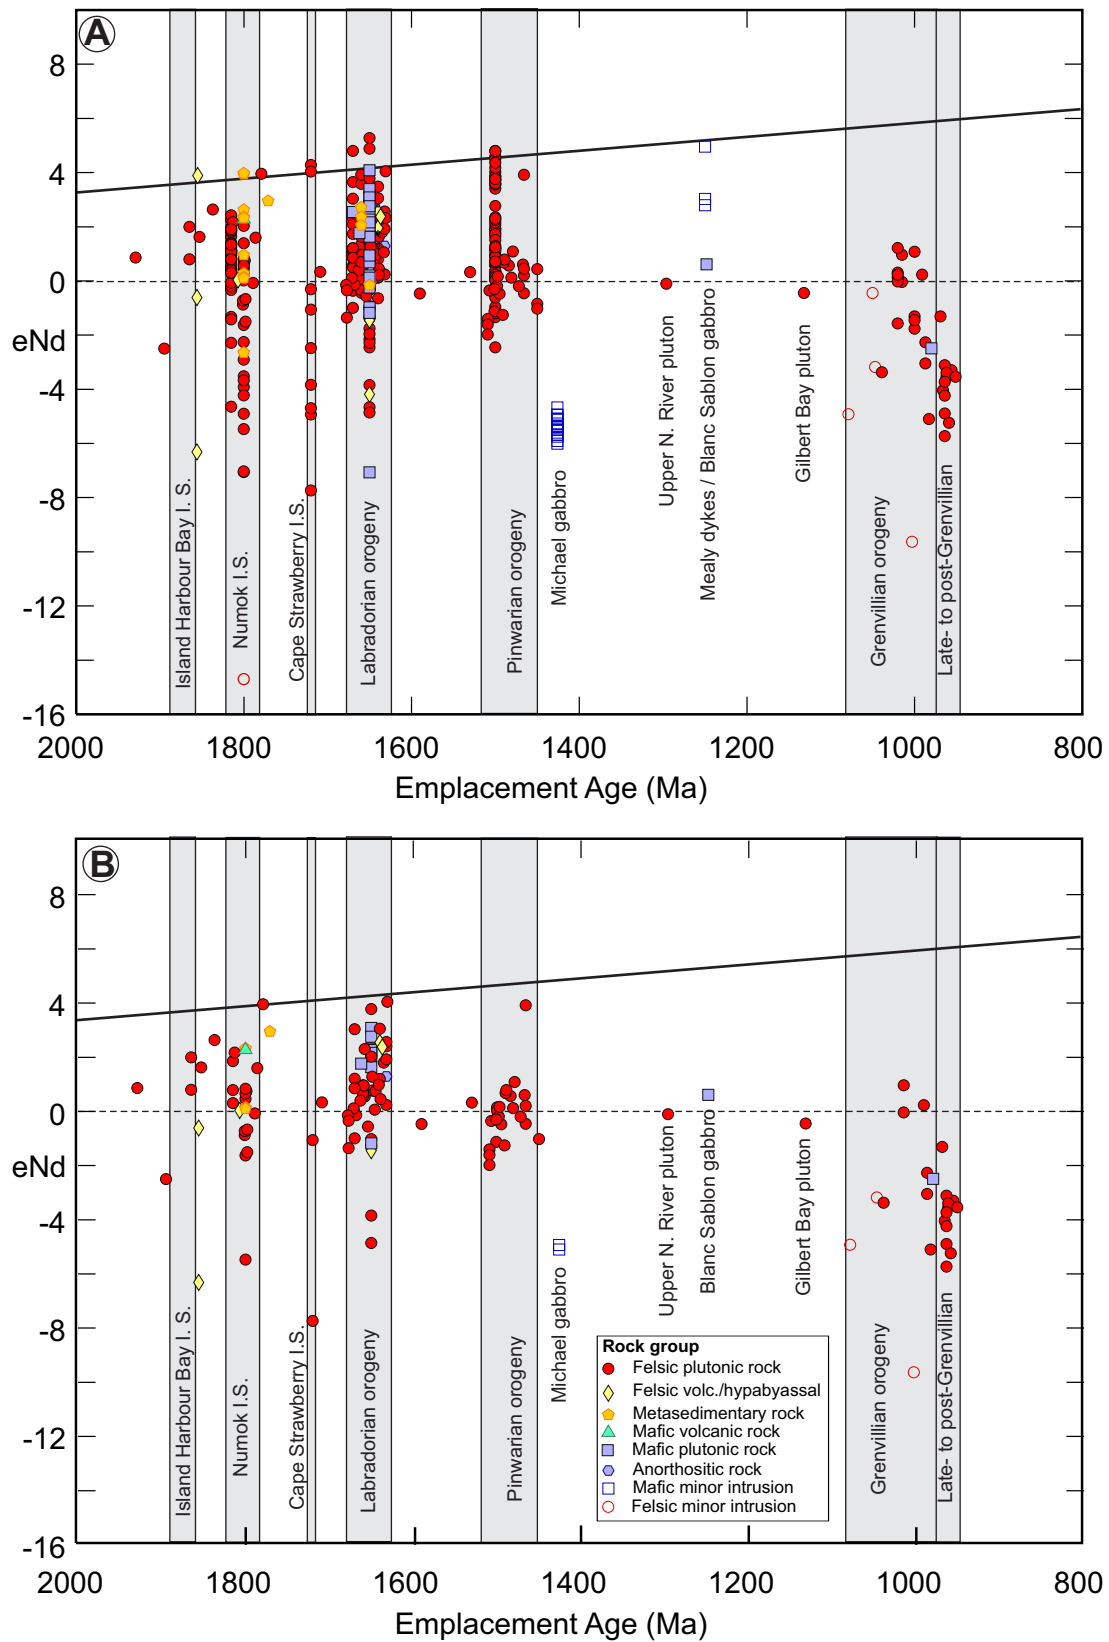 A
8
4
0
eNd
-4
-8
-12
-16
Island Harbour Bay I. S.
Numok I.S.
Cape Strawberry I.S.
Labradorian orogeny
Pinwarian orogeny
Michael gabbro
Upper N. River pluton
Mealy dykes / Blanc Sablon gabbro
Gilbert Bay pluton
Grenvillian orogeny
Late- to post-Grenvillian
2000 1800 1600 1400 1200 1000 800
Emplacement Age (Ma)
B
8
4
0
eNd
-4
-8
-12
-16
Island Harbour Bay I. S.
Numok I.S.
Cape Strawberry I.S.
Labradorian orogeny
Pinwarian orogeny
Michael gabbro
Upper N. River pluton
Blanc Sablon gabbro
Gilbert Bay pluton
Grenvillian orogeny
Late- to post-Grenvillian
Rock group
Felsic plutonic rock
Felsic volc./hypabyassal
Metasedimentary rock
Mafic volcanic rock
Mafic plutonic rock
Anorthositic rock
Mafic minor intrusion
Felsic minor intrusion
2000 1800 1600 1400 1200 1000 800
Emplacement Age (Ma)